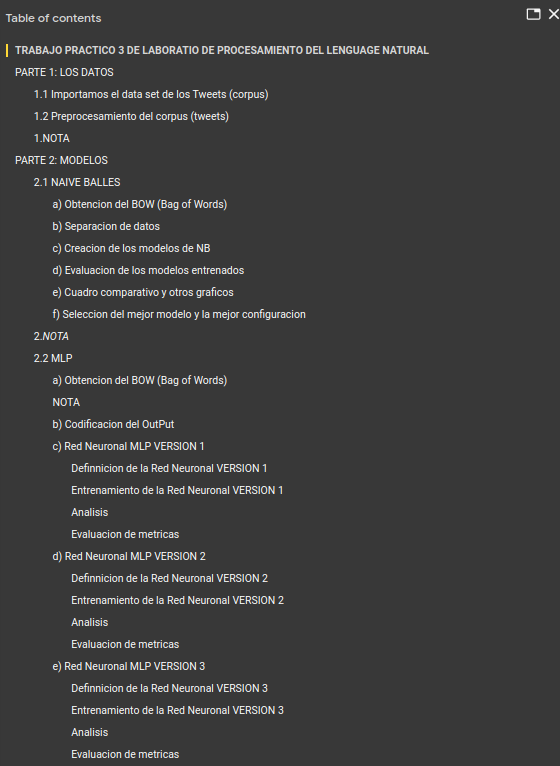 Table of contents
TRABAJO PRACTICO 3 DE LABORATIO DE PROCESAMIENTO DEL LENGUAGE NATURAL
PARTE 1: LOS DATOS
1.1 Importamos el data set de los Tweets (corpus)
1.2 Preprocesamiento del corpus (tweets)
1.NOTA
PARTE 2: MODELOS
2.1 NAIVE BALLES
a) Obtencion del BOW (Bag of Words)
b) Separacion de datos
c) Creacion de los modelos de NB
d) Evaluacion de los modelos entrenados
e) Cuadro comparativo y otros graficos
f) Seleccion del mejor modelo y la mejor configuracion
2.NOTA
2.2 MLP
a) Obtencion del BOW (Bag of Words)
NOTA
b) Codificacion del OutPut
c) Red Neuronal MLP VERSION 1
Definnicion de la Red Neuronal VERSION 1
Entrenamiento de la Red Neuronal VERSION 1
Analisis
Evaluacion de metricas
d) Red Neuronal MLP VERSION 2
Definnicion de la Red Neuronal VERSION 2
Entrenamiento de la Red Neuronal VERSION 2
Analisis
Evaluacion de metricas
e) Red Neuronal MLP VERSION 3
Definnicion de la Red Neuronal VERSION 3
Entrenamiento de la Red Neuronal VERSION 3
Analisis
Evaluacion de metricas